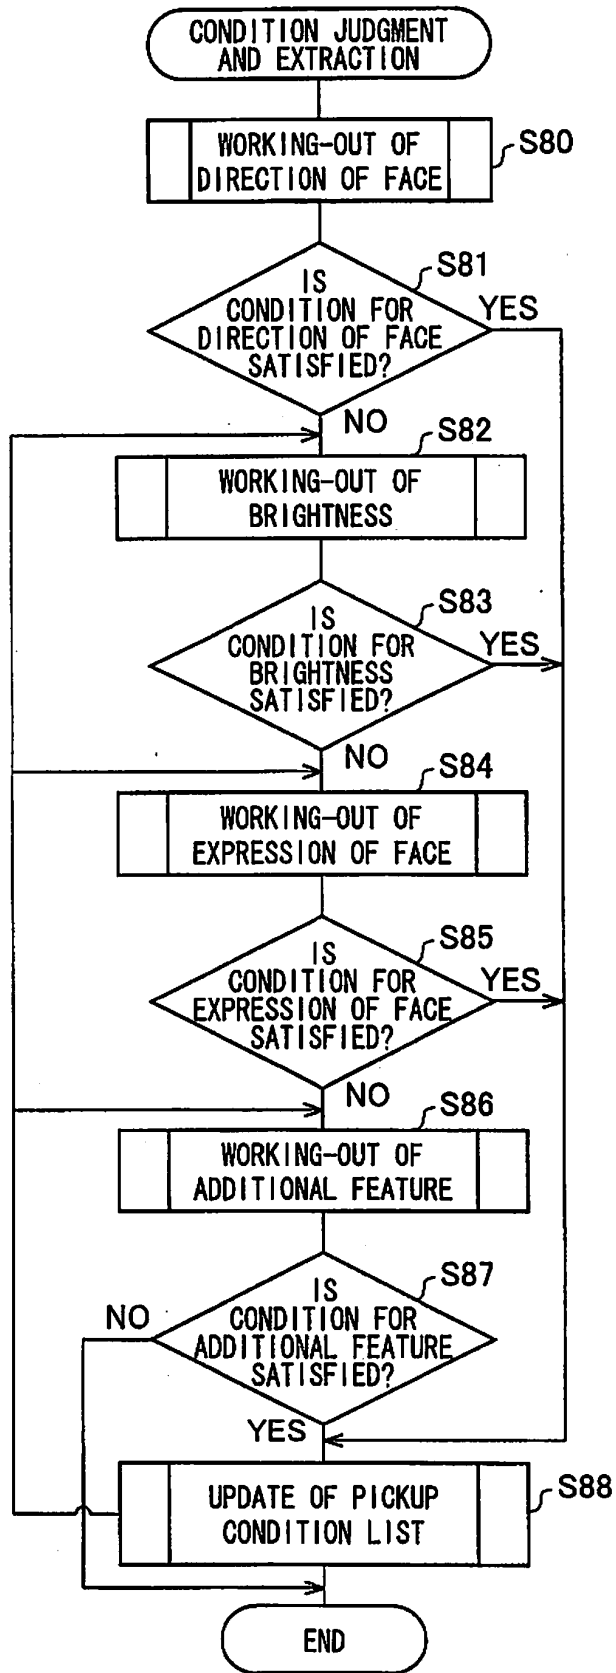 CONDITION JUDGMENT
AND EXTRACTION
WORKING-OUT OF
DIRECTION OF FACE
S80
IS
CONDITION FOR
DIRECTION OF FACE
SATISFIED?
S81
YES
NO
S82
WORKING-OUT OF
BRIGHTNESS
IS
CONDITION FOR
BRIGHTNESS
SATISFIED?
S83
YES
NO
S84
WORKING-OUT OF
EXPRESSION OF FACE
IS
CONDITION FOR
EXPRESSION OF FACE
SATISFIED?
S85
YES
NO
S86
WORKING-OUT OF
ADDITIONAL FEATURE
S87
NO
IS
CONDITION FOR
ADDITIONAL FEATURE
SATISFIED?
YES
UPDATE OF PICKUP
CONDITION LIST
S88
END